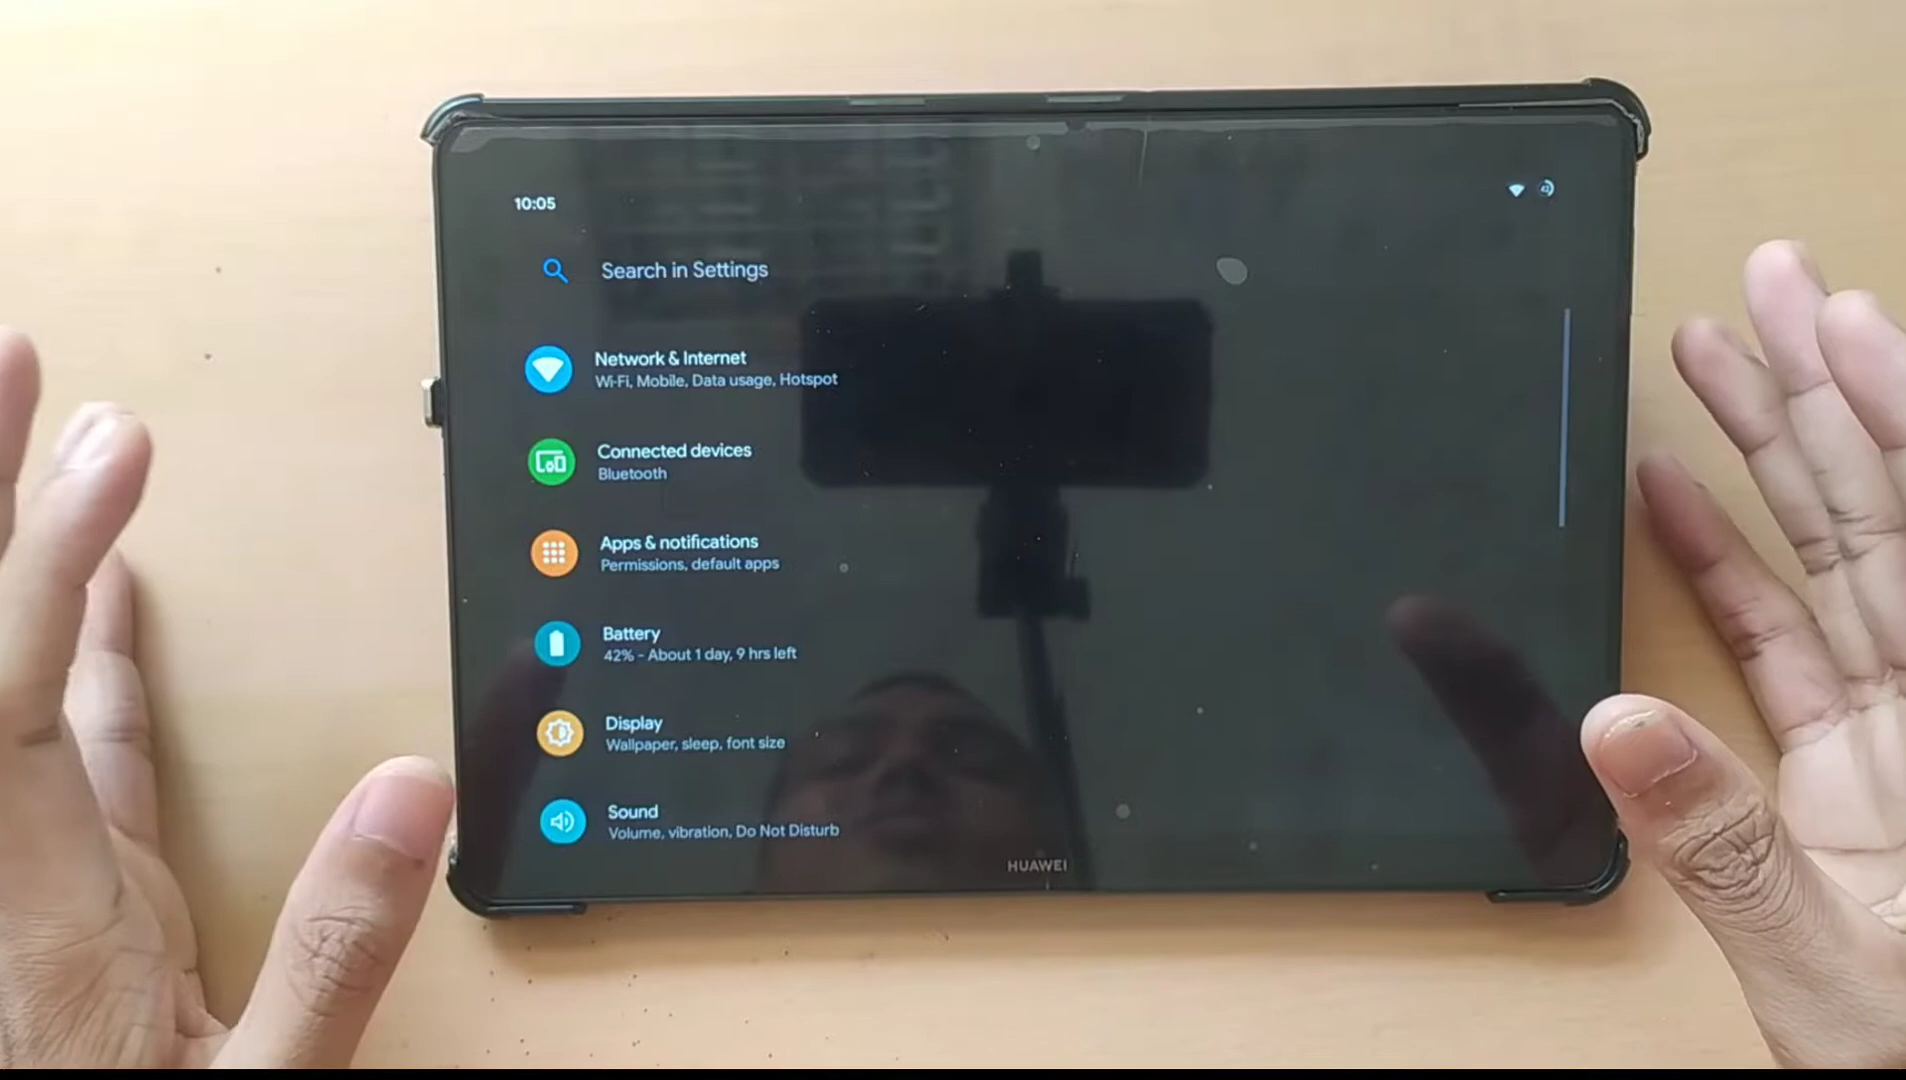 10:05
Search in Settings
Network & Internet
Wi-Fi, Mobile, Data usage, Hotspot
Connected devices
Bluetooth
Apps & notifications
Permissions, default apps
Battery
42% - About 1 day, 9 hrs left
Display
Wallpaper, sleep, font size
Sound
Volume, vibration, Do Not Disturb
HUAWEI